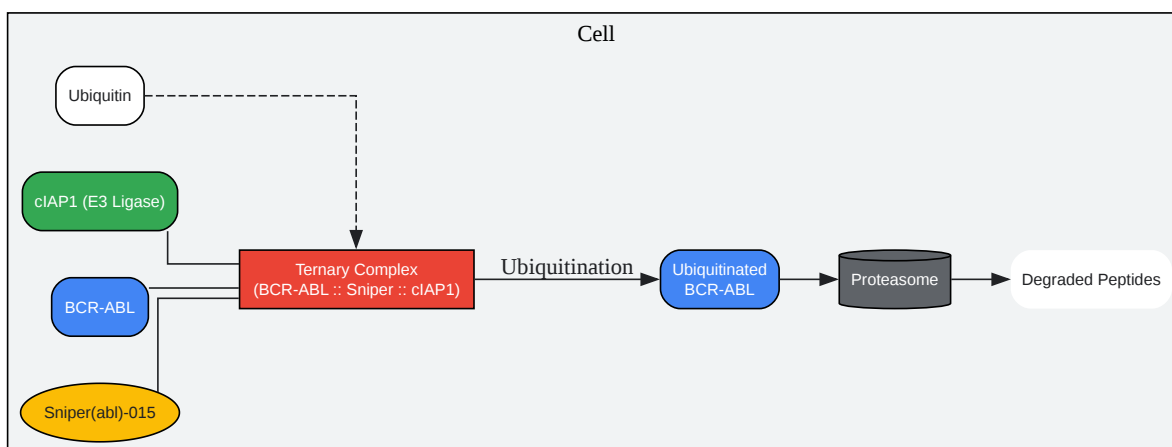 Cell
Ubiquitin
cIAP1 (E3 Ligase)
BCR-ABL
Sniper(abl)-015
Ternary Complex
(BCR-ABL :: Sniper :: cIAP1)
Ubiquitination
Ubiquitinated
BCR-ABL
Proteasome
Degraded Peptides